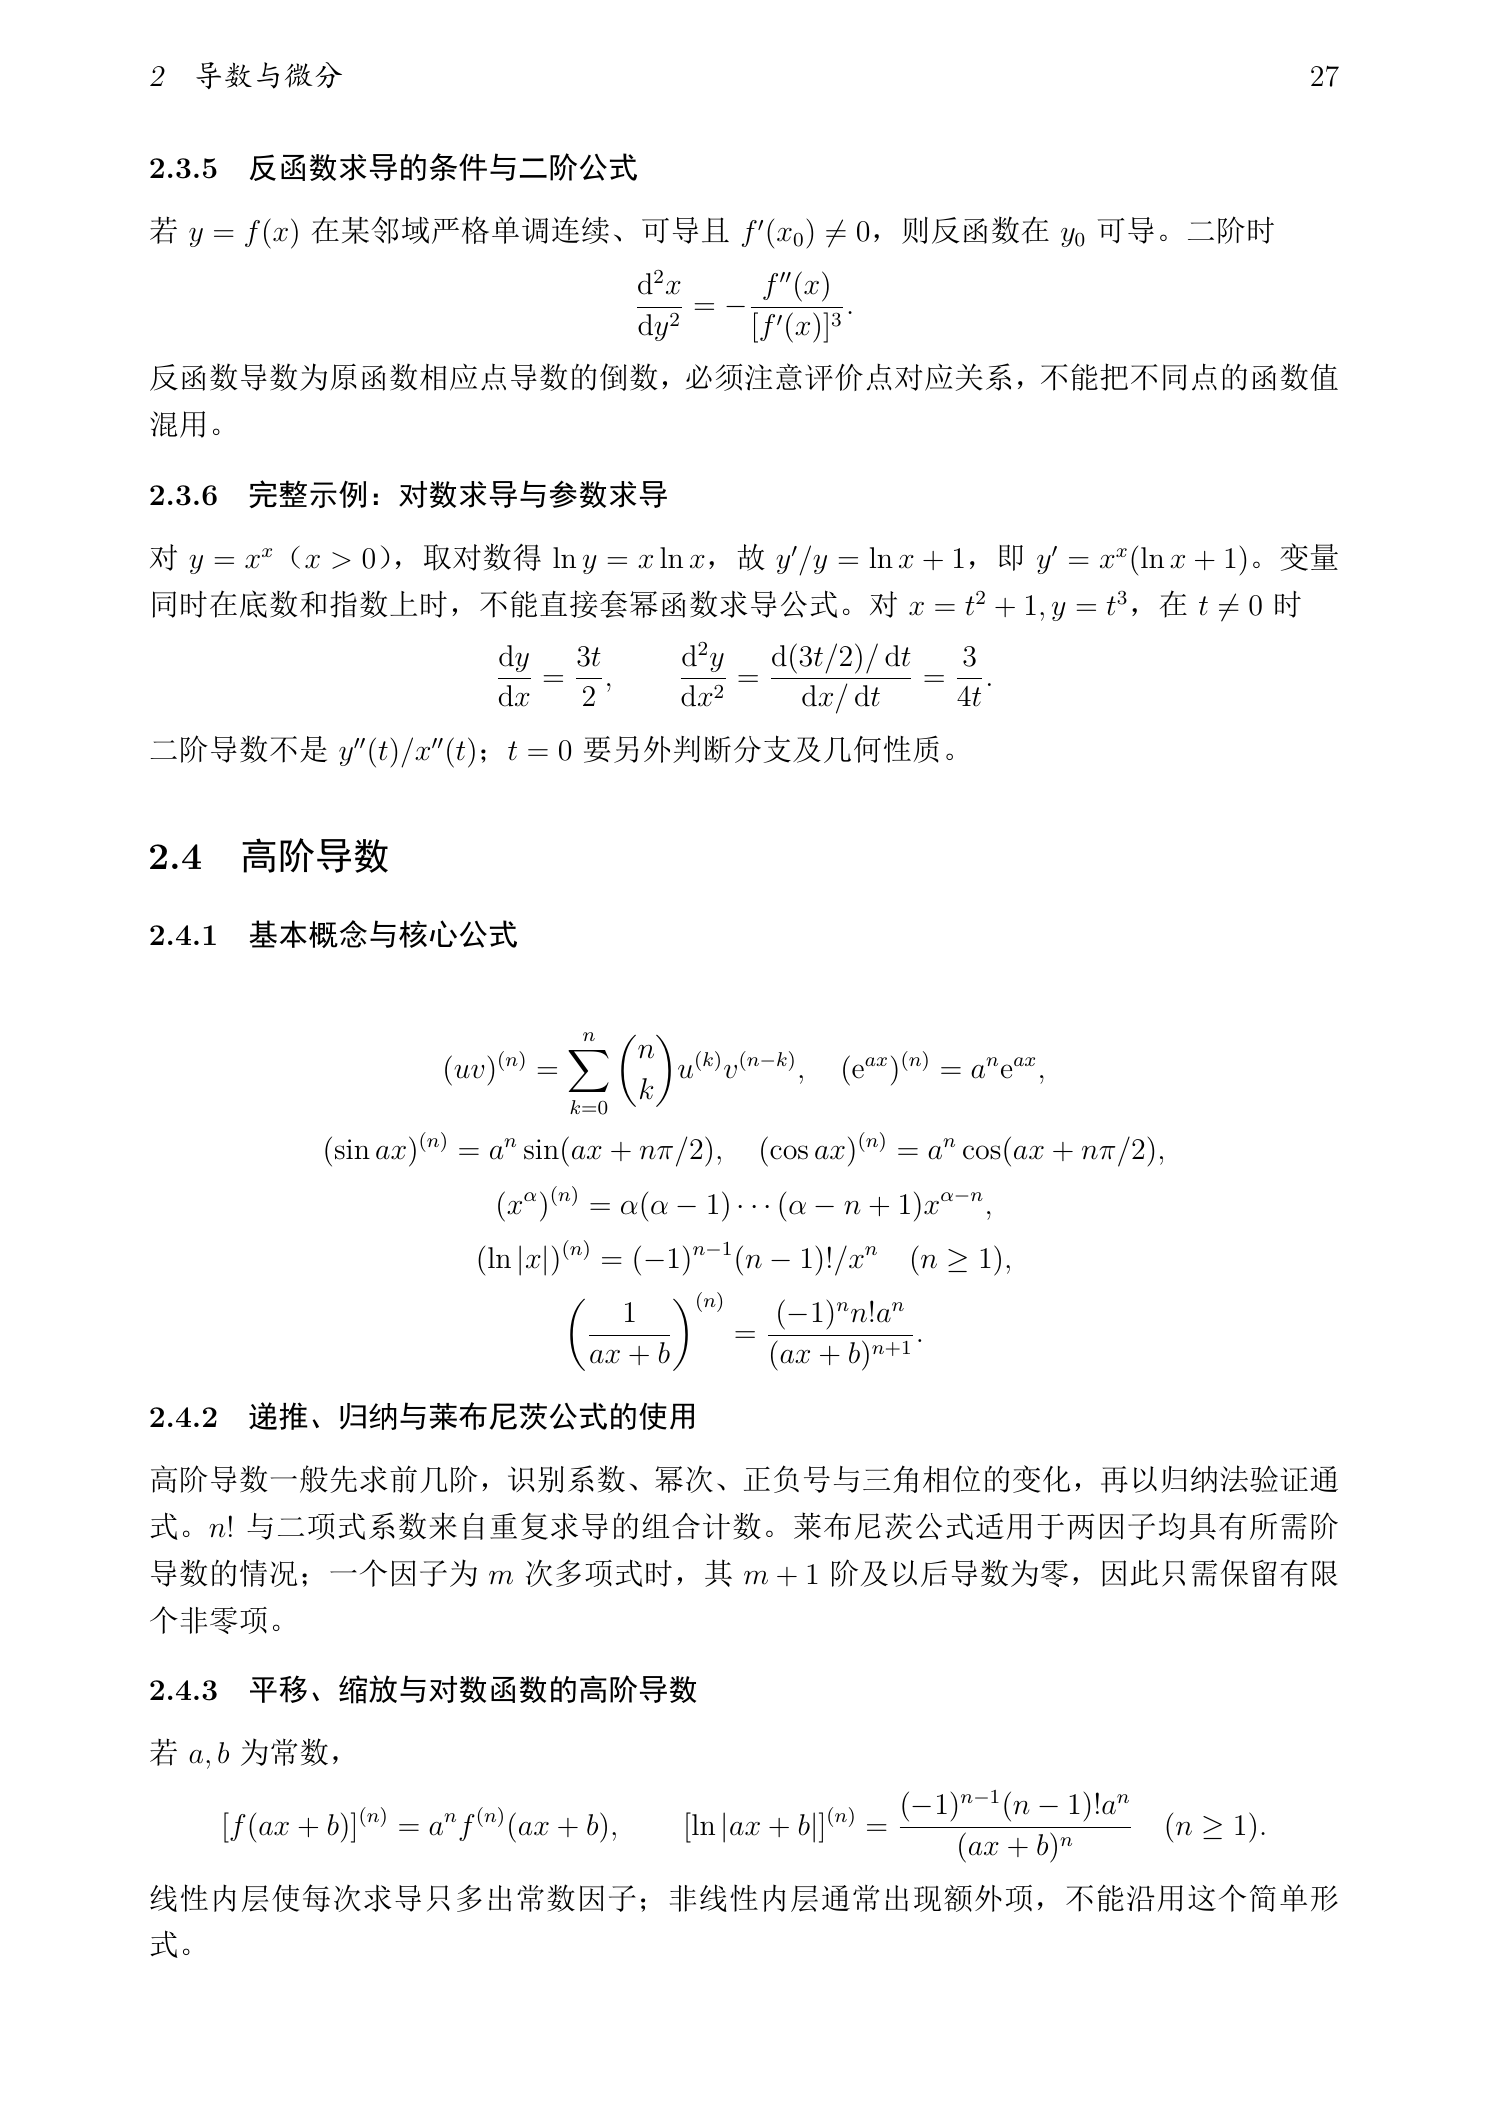 2 导数与微分 27
2.3.5 反函数求导的条件与二阶公式
若 y = f(x) 在某邻域严格单调连续、可导且 f′(x₀) ≠ 0，则反函数在 y₀ 可导。二阶时
d²x/dy² = −f″(x)/[f′(x)]³.
反函数导数为原函数相应点导数的倒数，必须注意评价点对应关系，不能把不同点的函数值
混用。
2.3.6 完整示例：对数求导与参数求导
对 y = xˣ（x > 0），取对数得 ln y = x ln x，故 y′/y = ln x + 1，即 y′ = xˣ(ln x + 1)。变量
同时在底数和指数上时，不能直接套幂函数求导公式。对 x = t² + 1, y = t³，在 t ≠ 0 时
dy/dx = 3t/2, d²y/dx² = (d(3t/2)/dt)/(dx/dt) = 3/(4t).
二阶导数不是 y″(t)/x″(t)；t = 0 要另外判断分支及几何性质。
2.4 高阶导数
2.4.1 基本概念与核心公式
(uv)^{(n)} = \sum_{k=0}^{n} \binom{n}{k} u^{(k)}v^{(n−k)}, (e^{ax})^{(n)} = a^n e^{ax},
(sin ax)^{(n)} = a^n sin(ax + nπ/2), (cos ax)^{(n)} = a^n cos(ax + nπ/2),
(x^α)^{(n)} = α(α − 1) ··· (α − n + 1)x^{α−n},
(ln |x|)^{(n)} = (−1)^{n−1}(n − 1)!/x^n (n ≥ 1),
(1/(ax + b))^{(n)} = (−1)^n n!a^n/(ax + b)^{n+1}.
2.4.2 递推、归纳与莱布尼茨公式的使用
高阶导数一般先求前几阶，识别系数、幂次、正负号与三角相位的变化，再以归纳法验证通
式。n! 与二项式系数来自重复求导的组合计数。莱布尼茨公式适用于两因子均具有所需阶
导数的情况；一个因子为 m 次多项式时，其 m + 1 阶及以后导数为零，因此只需保留有限
个非零项。
2.4.3 平移、缩放与对数函数的高阶导数
若 a, b 为常数，
[f(ax + b)]^{(n)} = a^n f^{(n)}(ax + b), [ln |ax + b|]^{(n)} = (−1)^{n−1}(n − 1)!a^n/(ax + b)^n (n ≥ 1).
线性内层使每次求导只多出常数因子；非线性内层通常出现额外项，不能沿用这个简单形
式。